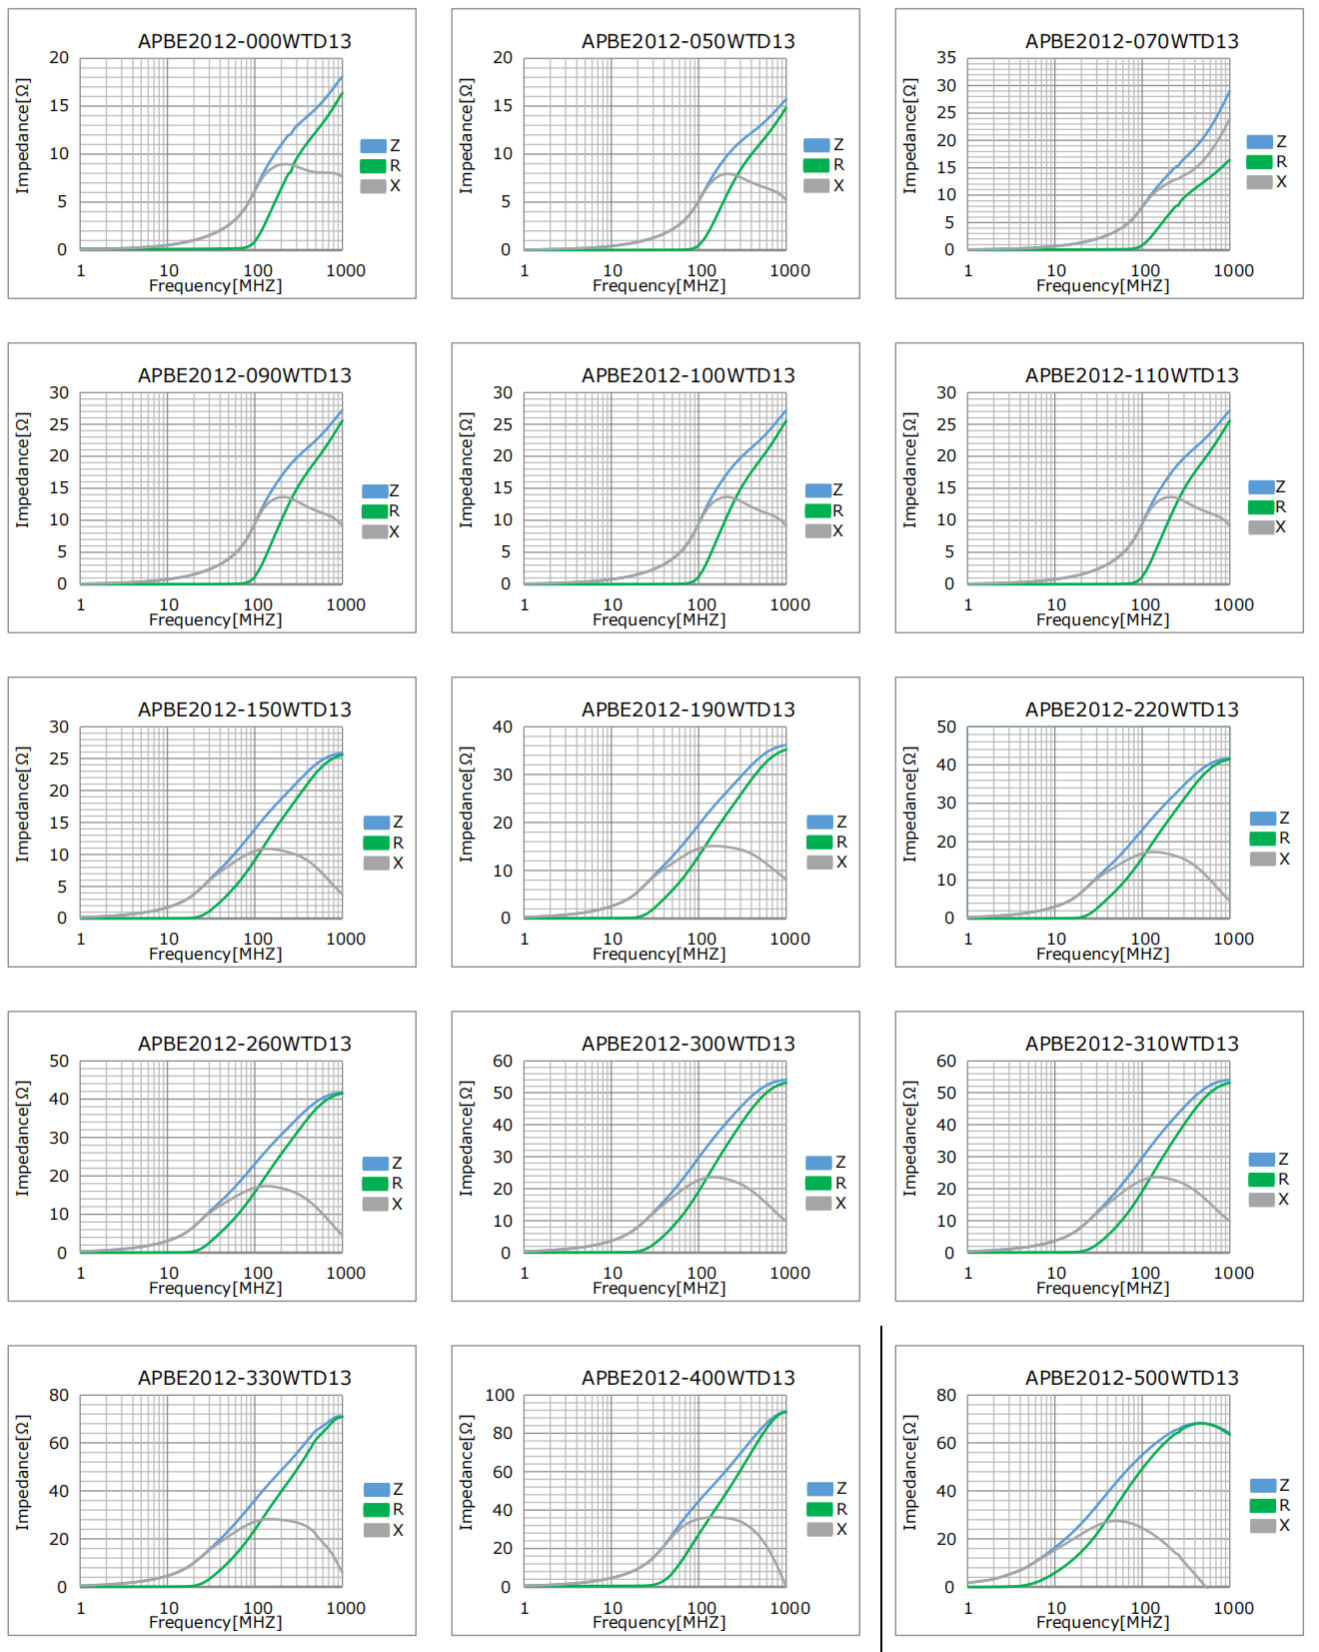 APBE2012-000WTD13
Impedance[Ω]
20
15
10
5
0
1 10 100 1000
Frequency[MHZ]
Z
R
X
APBE2012-050WTD13
Impedance[Ω]
20
15
10
5
0
1 10 100 1000
Frequency[MHZ]
Z
R
X
APBE2012-070WTD13
Impedance[Ω]
35
30
25
20
15
10
5
0
1 10 100 1000
Frequency[MHZ]
Z
R
X
APBE2012-090WTD13
Impedance[Ω]
30
25
20
15
10
5
0
1 10 100 1000
Frequency[MHZ]
Z
R
X
APBE2012-100WTD13
Impedance[Ω]
30
25
20
15
10
5
0
1 10 100 1000
Frequency[MHZ]
Z
R
X
APBE2012-110WTD13
Impedance[Ω]
30
25
20
15
10
5
0
1 10 100 1000
Frequency[MHZ]
Z
R
X
APBE2012-150WTD13
Impedance[Ω]
30
25
20
15
10
5
0
1 10 100 1000
Frequency[MHZ]
Z
R
X
APBE2012-190WTD13
Impedance[Ω]
40
30
20
10
0
1 10 100 1000
Frequency[MHZ]
Z
R
X
APBE2012-220WTD13
Impedance[Ω]
50
40
30
20
10
0
1 10 100 1000
Frequency[MHZ]
Z
R
X
APBE2012-260WTD13
Impedance[Ω]
50
40
30
20
10
0
1 10 100 1000
Frequency[MHZ]
Z
R
X
APBE2012-300WTD13
Impedance[Ω]
60
50
40
30
20
10
0
1 10 100 1000
Frequency[MHZ]
Z
R
X
APBE2012-310WTD13
Impedance[Ω]
60
50
40
30
20
10
0
1 10 100 1000
Frequency[MHZ]
Z
R
X
APBE2012-330WTD13
Impedance[Ω]
80
60
40
20
0
1 10 100 1000
Frequency[MHZ]
Z
R
X
APBE2012-400WTD13
Impedance[Ω]
100
80
60
40
20
0
1 10 100 1000
Frequency[MHZ]
Z
R
X
APBE2012-500WTD13
Impedance[Ω]
80
60
40
20
0
1 10 100 1000
Frequency[MHZ]
Z
R
X